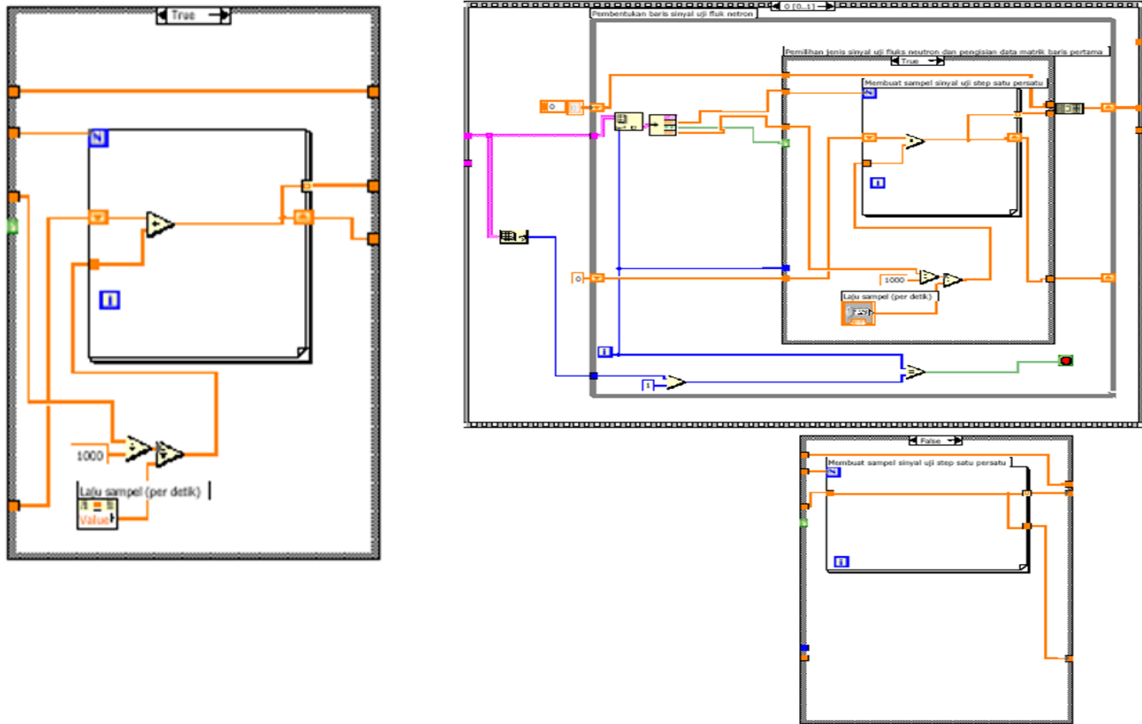 True
N
i
1000
Laju sampel (per detik)
Value
0 [0..1]
Pembentukan baris sinyal uji fluk netron
Pemilihan jenis sinyal uji fluks neutron dan pengisian data matrik baris pertama
True
Membuat sampel sinyal uji step satu persatu
N
0
i
0
1000
Laju sampel (per detik)
i
1
False
Membuat sampel sinyal uji step satu persatu
N
i